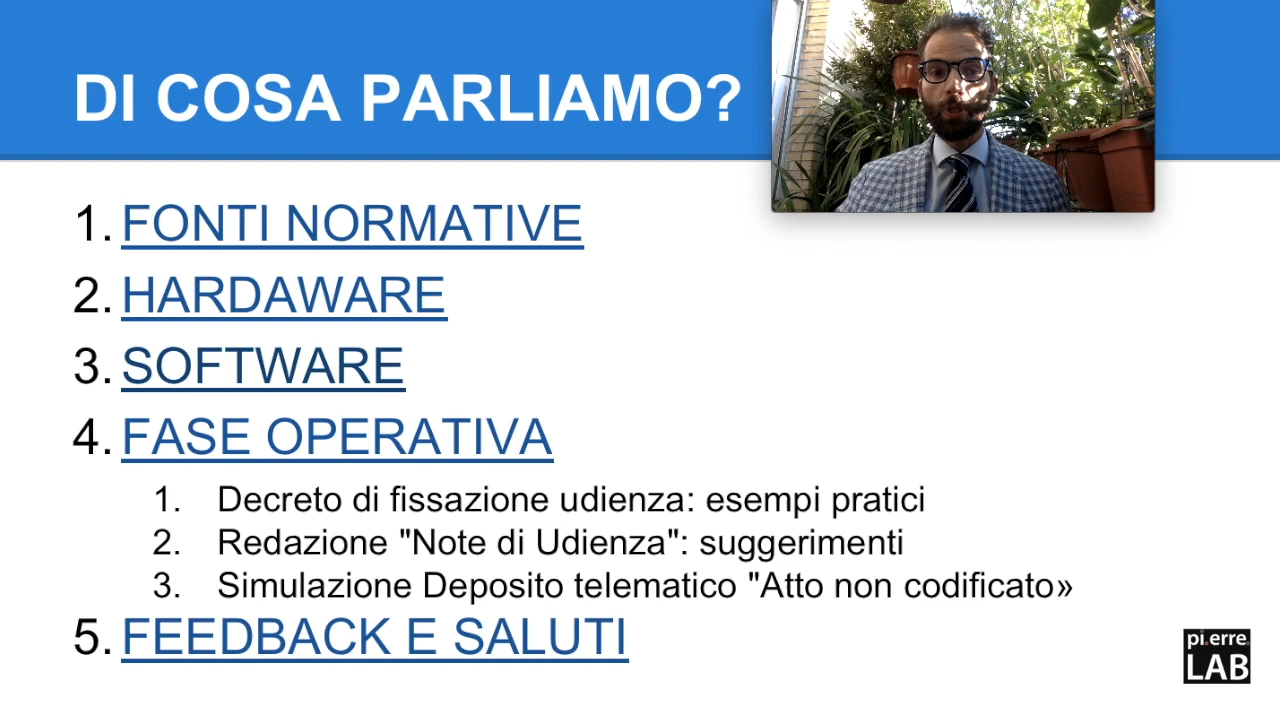 DI COSA PARLIAMO?
1. FONTI NORMATIVE
2. HARDAWARE
3. SOFTWARE
4. FASE OPERATIVA
1. Decreto di fissazione udienza: esempi pratici
2. Redazione "Note di Udienza": suggerimenti
3. Simulazione Deposito telematico "Atto non codificato»
5. FEEDBACK E SALUTI
pi.erre.
LAB